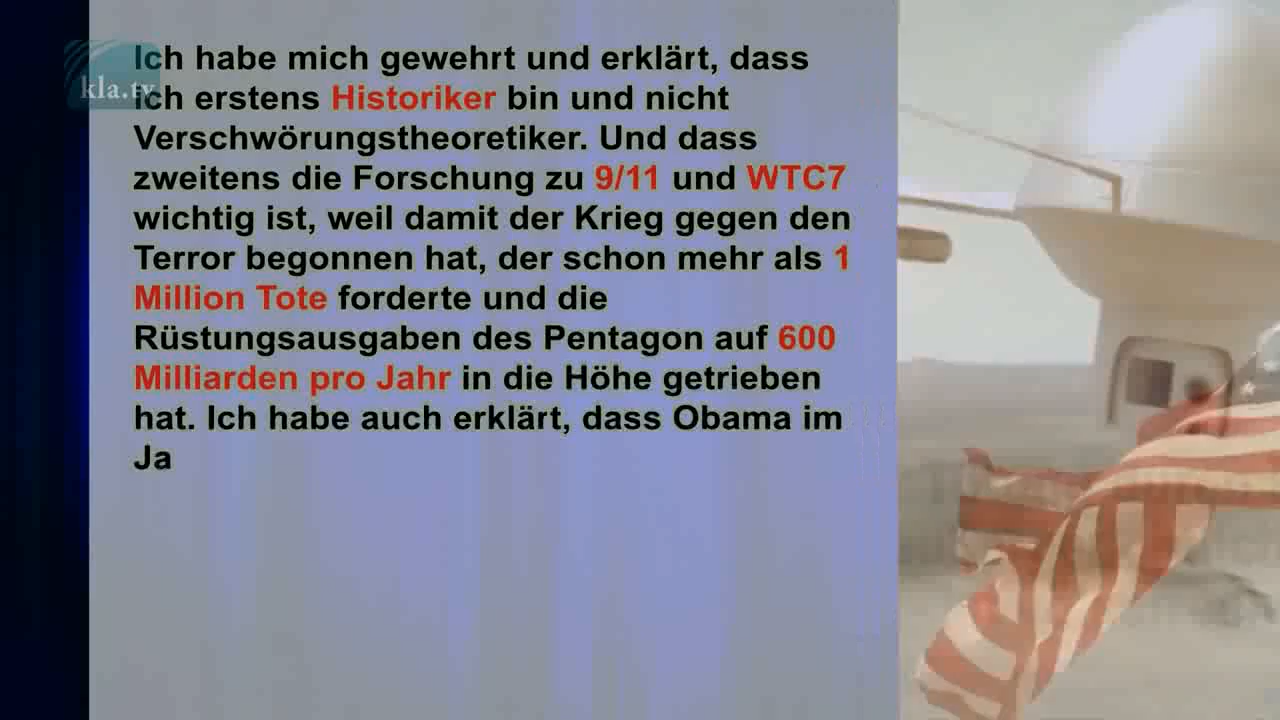 kla.tv
Ich habe mich gewehrt und erklärt, dass
ich erstens Historiker bin und nicht
Verschwörungstheoretiker. Und dass
zweitens die Forschung zu 9/11 und WTC7
wichtig ist, weil damit der Krieg gegen den
Terror begonnen hat, der schon mehr als 1
Million Tote forderte und die
Rüstungsausgaben des Pentagon auf 600
Milliarden pro Jahr in die Höhe getrieben
hat. Ich habe auch erklärt, dass Obama im
Ja